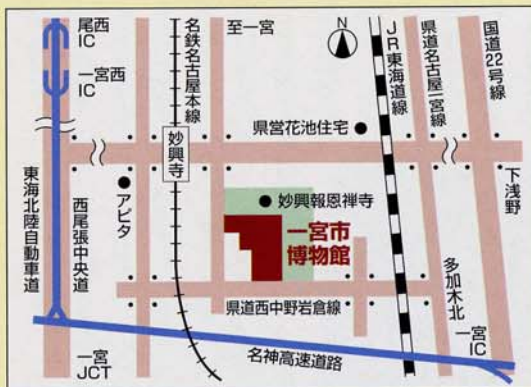 尾西
IC
一宮西
IC
名鉄名古屋本線
至一宮
N
JR東海道線
県道名古屋一宮線
国道22号線
県営花池住宅
妙興寺
東海北陸自動車道
西尾張中央道
アピタ
妙興報恩禅寺
一宮市
博物館
下浅野
多加木北
県道西中野岩倉線
一宮
IC
一宮
JCT
名神高速道路